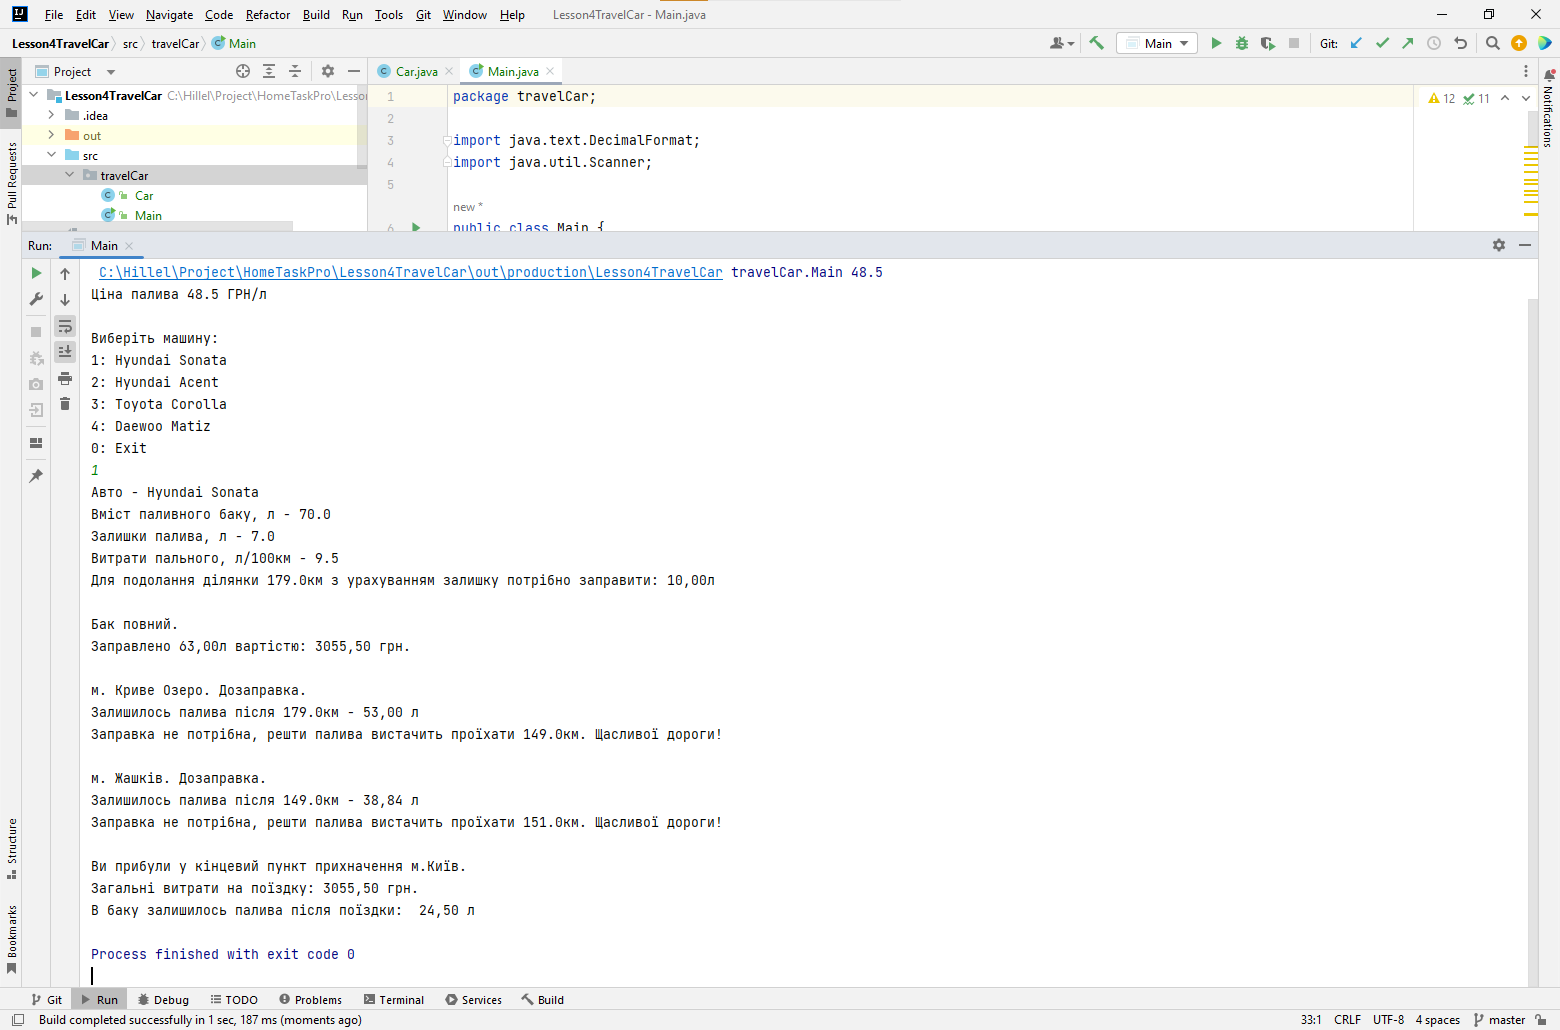 File Edit View Navigate Code Refactor Build Run Tools Git Window Help Lesson4TravelCar - Main.java
Lesson4TravelCar src travelCar Main
Main
Git:
Project
Car.java
Main.java
Lesson4TravelCar C:\Hillel\Project\HomeTaskPro\Lesso
.idea
out
src
travelCar
Car
Main
1 package travelCar;
2
3 import java.text.DecimalFormat;
4 import java.util.Scanner;
5
new *
6 public class Main {
12 11
Project
Pull Requests
Notifications
Run: Main
C:\Hillel\Project\HomeTaskPro\Lesson4TravelCar\out\production\Lesson4TravelCar travelCar.Main 48.5
Ціна палива 48.5 ГРН/л
Виберіть машину:
1: Hyundai Sonata
2: Hyundai Acent
3: Toyota Corolla
4: Daewoo Matiz
0: Exit
1
Авто - Hyundai Sonata
Вміст паливного баку, л - 70.0
Залишки палива, л - 7.0
Витрати пального, л/100км - 9.5
Для подолання ділянки 179.0км з урахуванням залишку потрібно заправити: 10,00л
Бак повний.
Заправлено 63,00л вартістю: 3055,50 грн.
м. Криве Озеро. Дозаправка.
Залишилось палива після 179.0км - 53,00 л
Заправка не потрібна, решти палива вистачить проїхати 149.0км. Щасливої дороги!
м. Жашків. Дозаправка.
Залишилось палива після 149.0км - 38,84 л
Заправка не потрібна, решти палива вистачить проїхати 151.0км. Щасливої дороги!
Ви прибули у кінцевий пункт прихначення м.Київ.
Загальні витрати на поїздку: 3055,50 грн.
В баку залишилось палива після поїздки:  24,50 л
Process finished with exit code 0
Structure
Bookmarks
Git Run Debug TODO Problems Terminal Services Build
Build completed successfully in 1 sec, 187 ms (moments ago) 33:1 CRLF UTF-8 4 spaces master